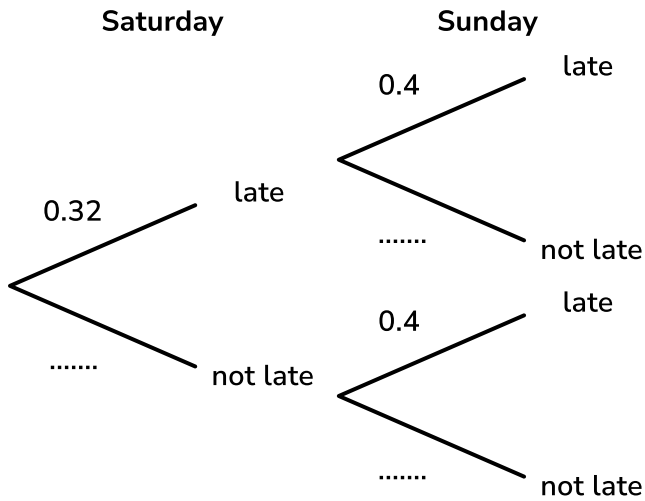 Saturday
Sunday
late
0.4
late
0.32
.......
not late
late
0.4
.......
not late
.......
not late